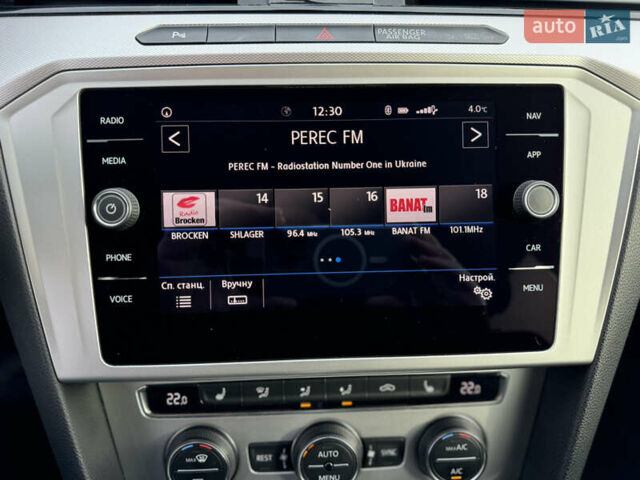 P
PASSENGER
AIR BAG
auto RIA
RADIO
MEDIA
PHONE
VOICE
NAV
APP
CAR
MENU
12:30
4.0°C
< PEREC FM >
PEREC FM – Radiostation Number One in Ukraine
Radio
Brocken
14 15 16 BANAT fm 18
BROCKEN SHLAGER 96.4 MHz 105.3 MHz BANAT FM 101.1MHz
Сп. станц. Вручну Настрой.
22.0 22.0
MAX REST AUTO SYNC MAX A/C
MENU A/C